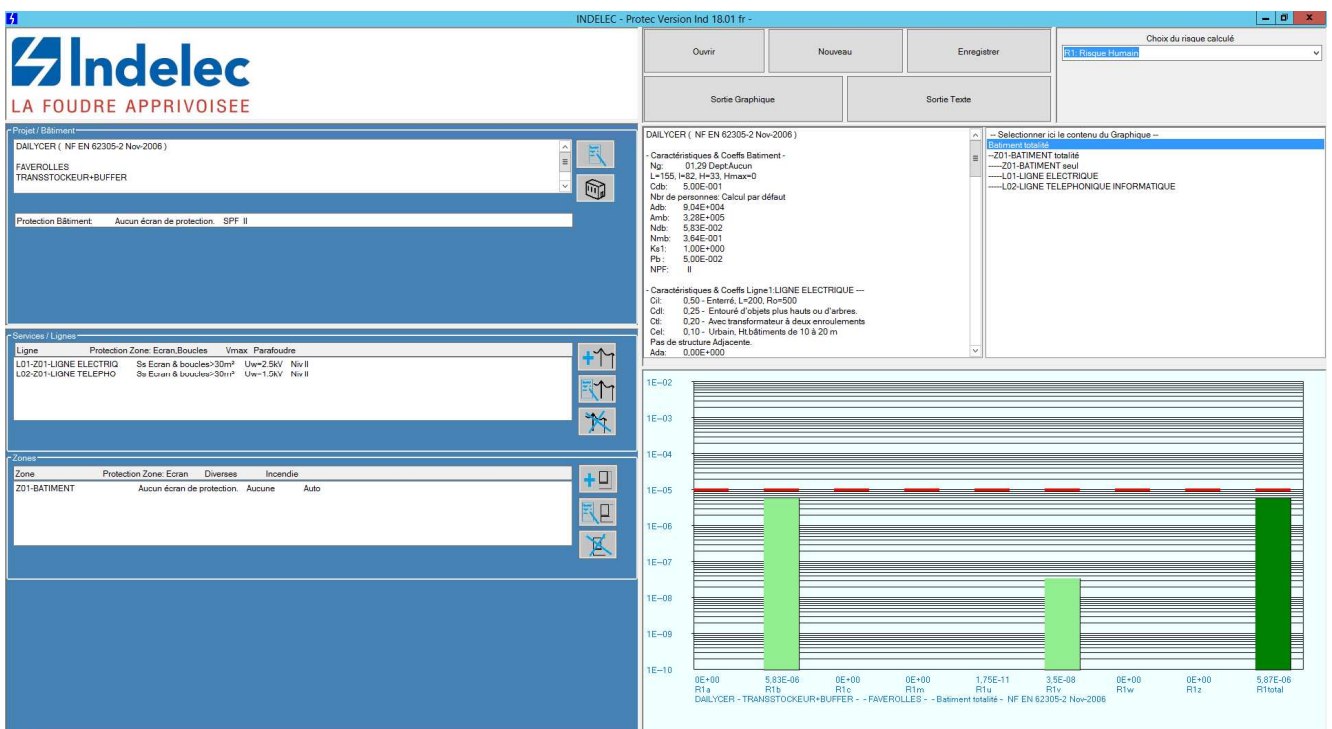 INDELEC - Protec Version Ind 18.01 fr -
Indelec
LA FOUDRE APPRIVOISEE
Ouvrir
Nouveau
Enregistrer
Sortie Graphique
Sortie Texte
Choix du risque calculé
R1: Risque Humain
Projet / Bâtiment
DAILYCER ( NF EN 62305-2 Nov-2006 )
FAVEROLLES
TRANSSTOCKEUR+BUFFER
Protection Bâtiment: Aucun écran de protection. SPF II
Services / Lignes
Ligne Protection Zone: Ecran,Boucles Vmax Parafoudre
L01-Z01-LIGNE ELECTRIQ Ss Ecran & boucles>30m² Uw=2.5kV Niv II
L02-Z01-LIGNE TELEPHO Ss Ecran & boucles>30m² Uw=1.5kV Niv II
Zones
Zone Protection Zone: Ecran Diverses Incendie
Z01-BATIMENT Aucun écran de protection. Aucune Auto
DAILYCER ( NF EN 62305-2 Nov-2006 )
- Caractéristiques & Coeffs Batiment -
Ng: 01,29 Dept:Aucun
L=155, l=82, H=33, Hmax=0
Cdb: 5,00E-001
Nbr de personnes: Calcul par défaut
Adb: 9,04E+004
Amb: 3,28E+005
Ndb: 5,83E-002
Nmb: 3,64E-001
Ks1: 1,00E+000
Pb : 5,00E-002
NPF: II
- Caractéristiques & Coeffs Ligne1:LIGNE ELECTRIQUE ---
Cil: 0,50 - Enterré, L=200, Ro=500
Cdl: 0,25 - Entouré d'objets plus hauts ou d'arbres.
Ctl: 0,20 - Avec transformateur à deux enroulements
Cel: 0,10 - Urbain, Ht.bâtiments de 10 à 20 m
Pas de structure Adjacente.
Ada: 0,00E+000
-- Selectionner ici le contenu du Graphique --
Batiment totalité
--Z01-BATIMENT totalité
-----Z01-BATIMENT seul
-----L01-LIGNE ELECTRIQUE
-----L02-LIGNE TELEPHONIQUE INFORMATIQUE
1E-02
1E-03
1E-04
1E-05
1E-06
1E-07
1E-08
1E-09
1E-10
0E+00 5,83E-06 0E+00 0E+00 1,75E-11 3,5E-08 0E+00 0E+00 5,87E-06
R1a R1b R1c R1m R1u R1v R1w R1z R1total
DAILYCER - TRANSSTOCKEUR+BUFFER - - FAVEROLLES - - Batiment totalité - NF EN 62305-2 Nov-2006